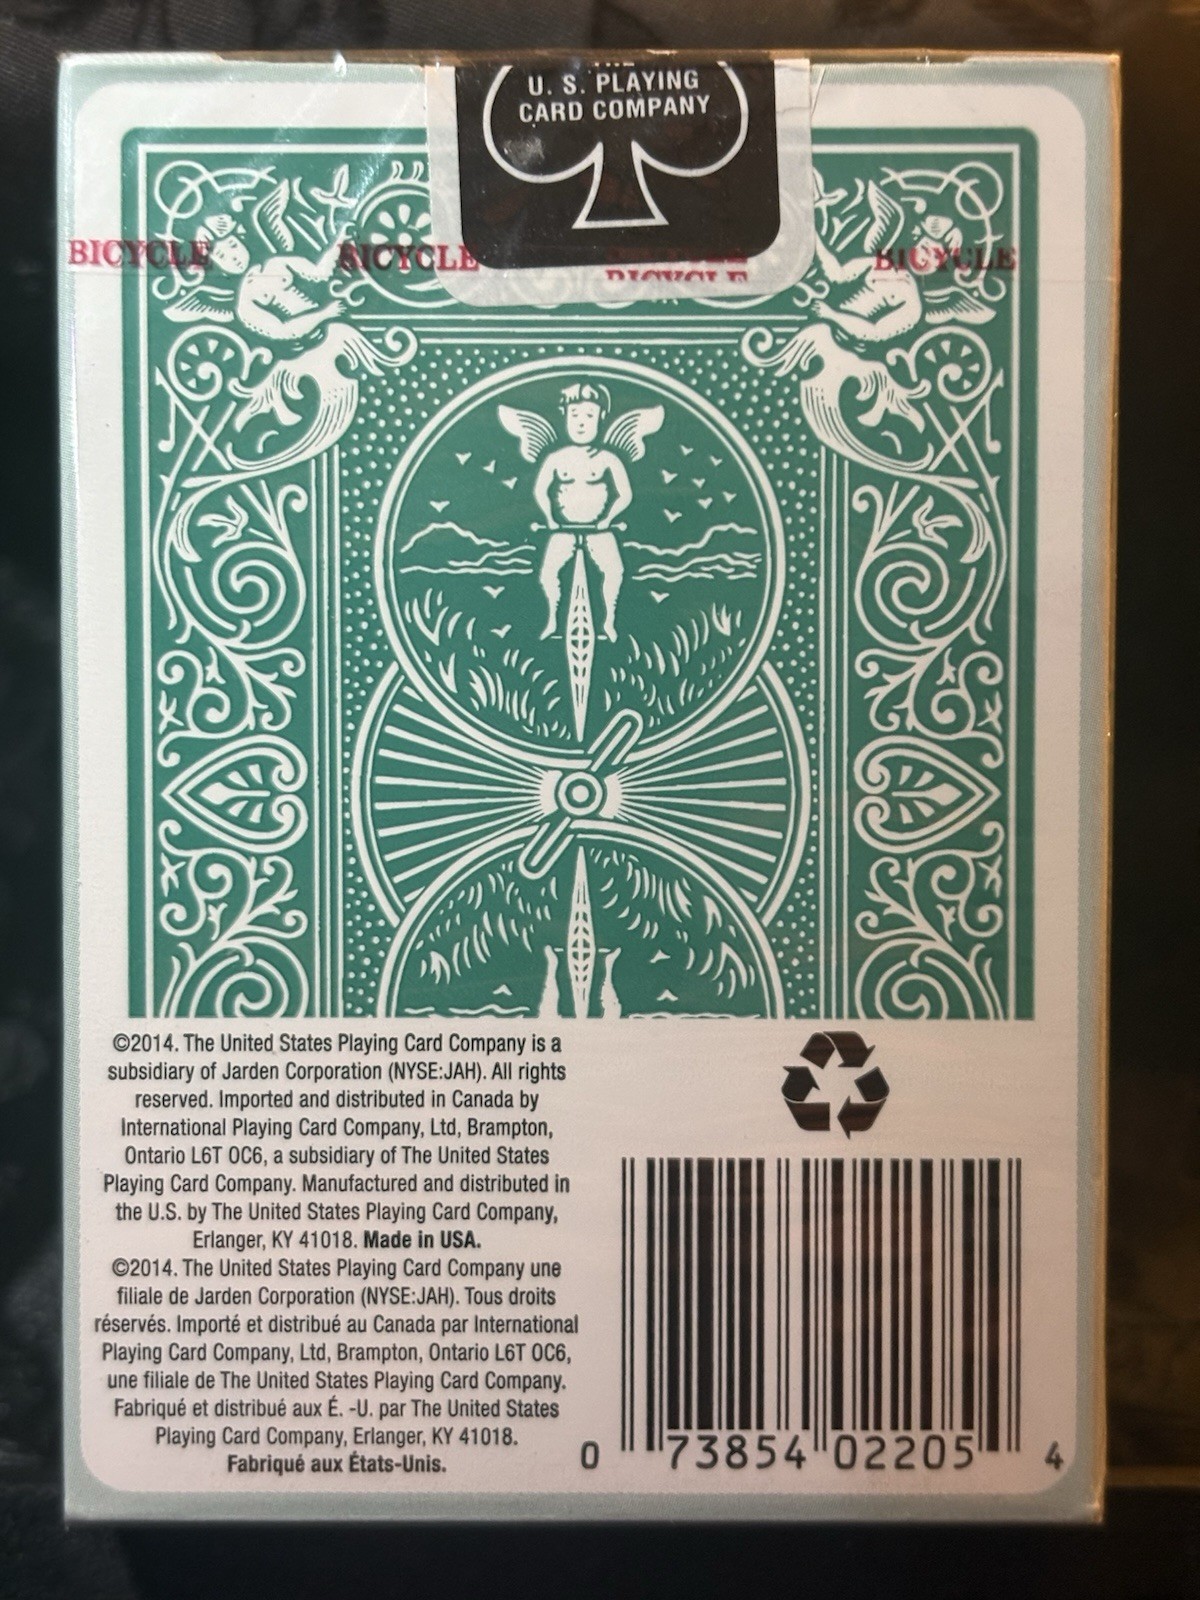 U. S. PLAYING
CARD COMPANY
BICYCLE BICYCLE BICYCLE BICYCLE
BICYCLE
©2014. The United States Playing Card Company is a
subsidiary of Jarden Corporation (NYSE:JAH). All rights
reserved. Imported and distributed in Canada by
International Playing Card Company, Ltd, Brampton,
Ontario L6T OC6, a subsidiary of The United States
Playing Card Company. Manufactured and distributed in
the U.S. by The United States Playing Card Company,
Erlanger, KY 41018. Made in USA.
©2014. The United States Playing Card Company une
filiale de Jarden Corporation (NYSE:JAH). Tous droits
réservés. Importé et distribué au Canada par International
Playing Card Company, Ltd, Brampton, Ontario L6T OC6,
une filiale de The United States Playing Card Company.
Fabriqué et distribué aux É. -U. par The United States
Playing Card Company, Erlanger, KY 41018.
Fabriqué aux États-Unis.
0 73854 02205 4